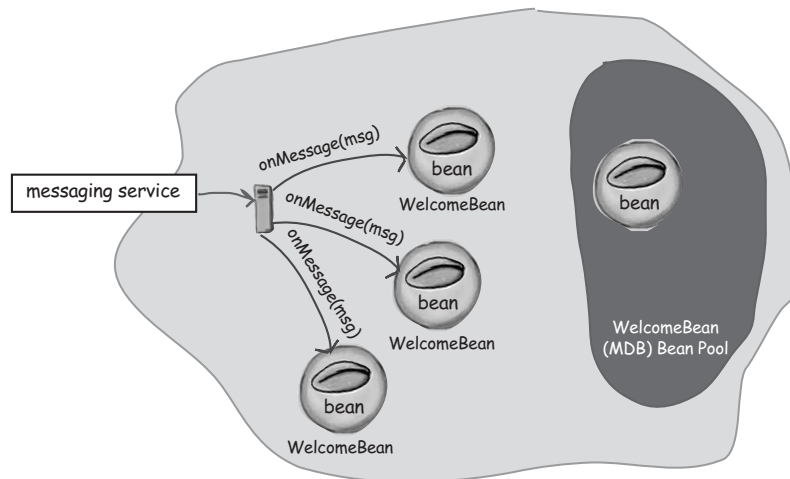 onMessage(msg)
bean
WelcomeBean
messaging service
onMessage(msg)
bean
WelcomeBean
onMessage(msg)
bean
WelcomeBean
bean
WelcomeBean
(MDB) Bean Pool